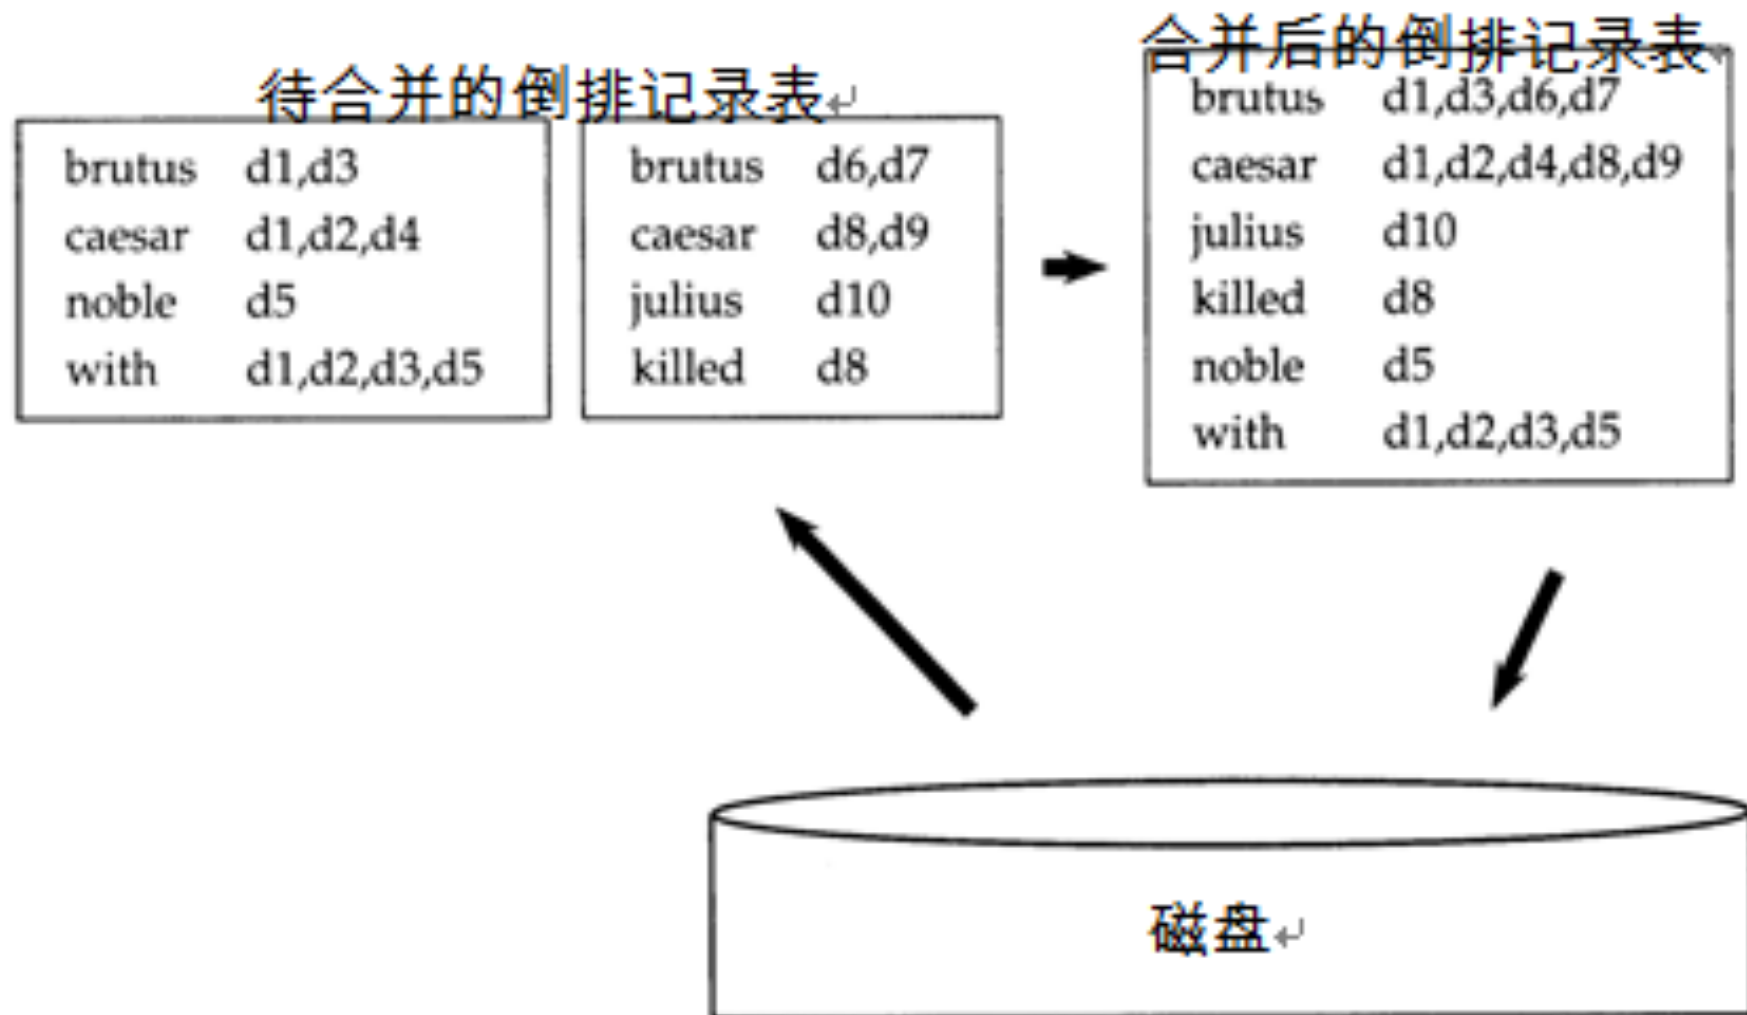 待合并的倒排记录表
brutus d1,d3
caesar d1,d2,d4
noble d5
with d1,d2,d3,d5
brutus d6,d7
caesar d8,d9
julius d10
killed d8
合并后的倒排记录表
brutus d1,d3,d6,d7
caesar d1,d2,d4,d8,d9
julius d10
killed d8
noble d5
with d1,d2,d3,d5
磁盘